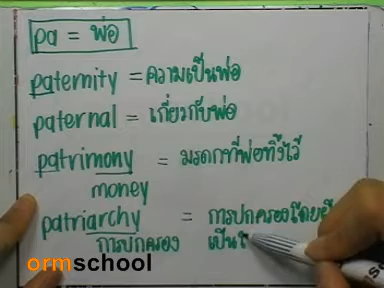 pa = พ่อ
paternity = ความเป็นพ่อ
paternal = เกี่ยวกับพ่อ
patrimony = มรดกที่พ่อทิ้งไว้
money
patriarchy = การปกครองโดยมี
การปกครอง เป็นใ
ormschool